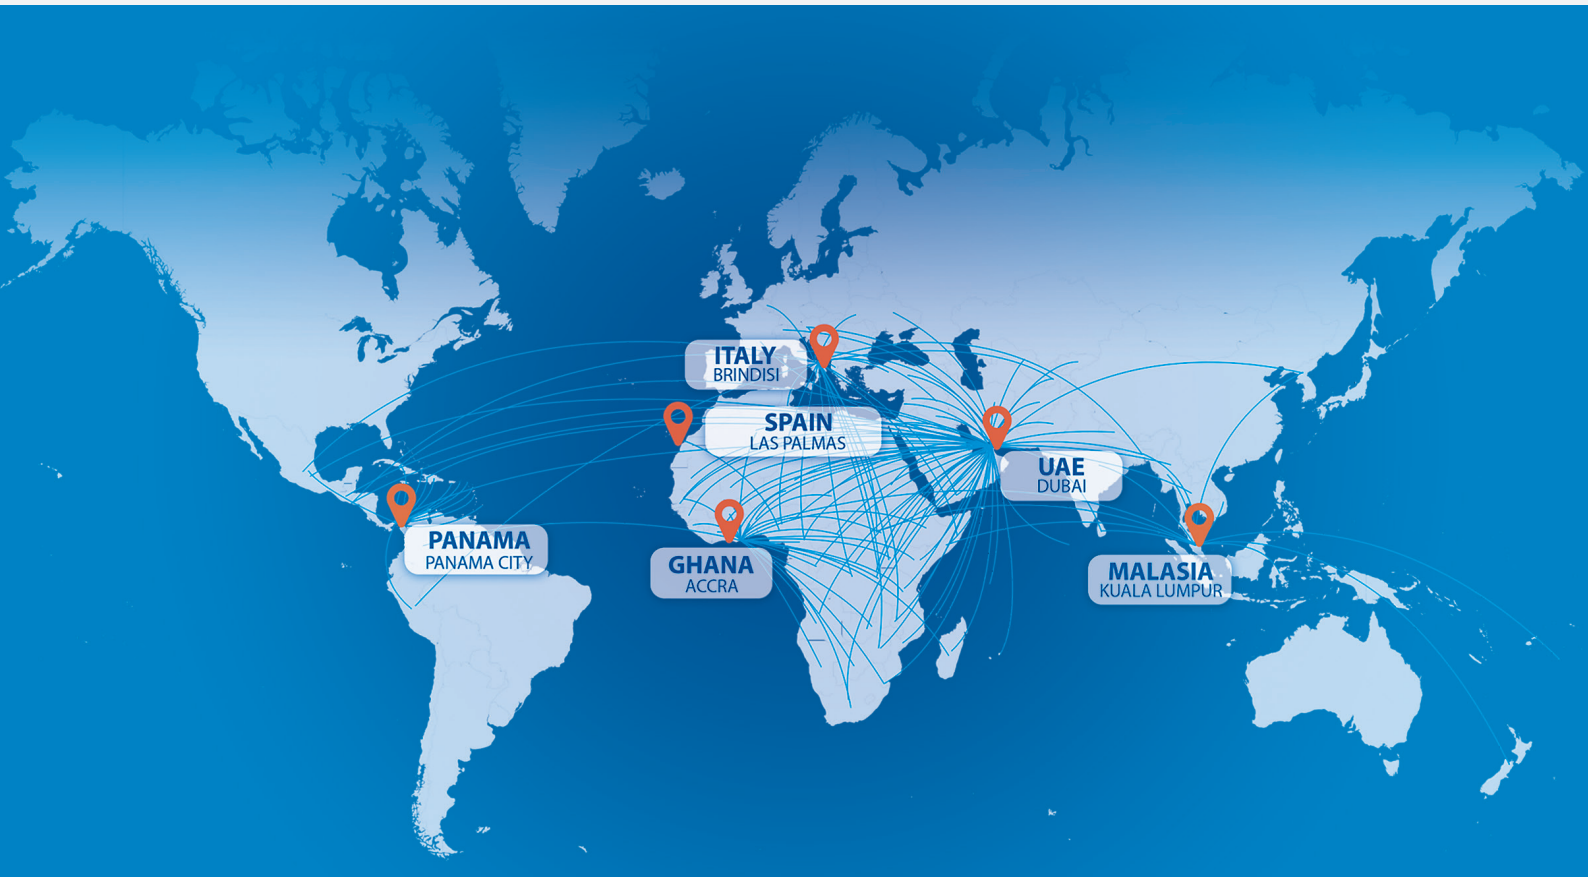 ITALY
BRINDISI
SPAIN
LAS PALMAS
UAE
DUBAI
PANAMA
PANAMA CITY
GHANA
ACCRA
MALASIA
KUALA LUMPUR